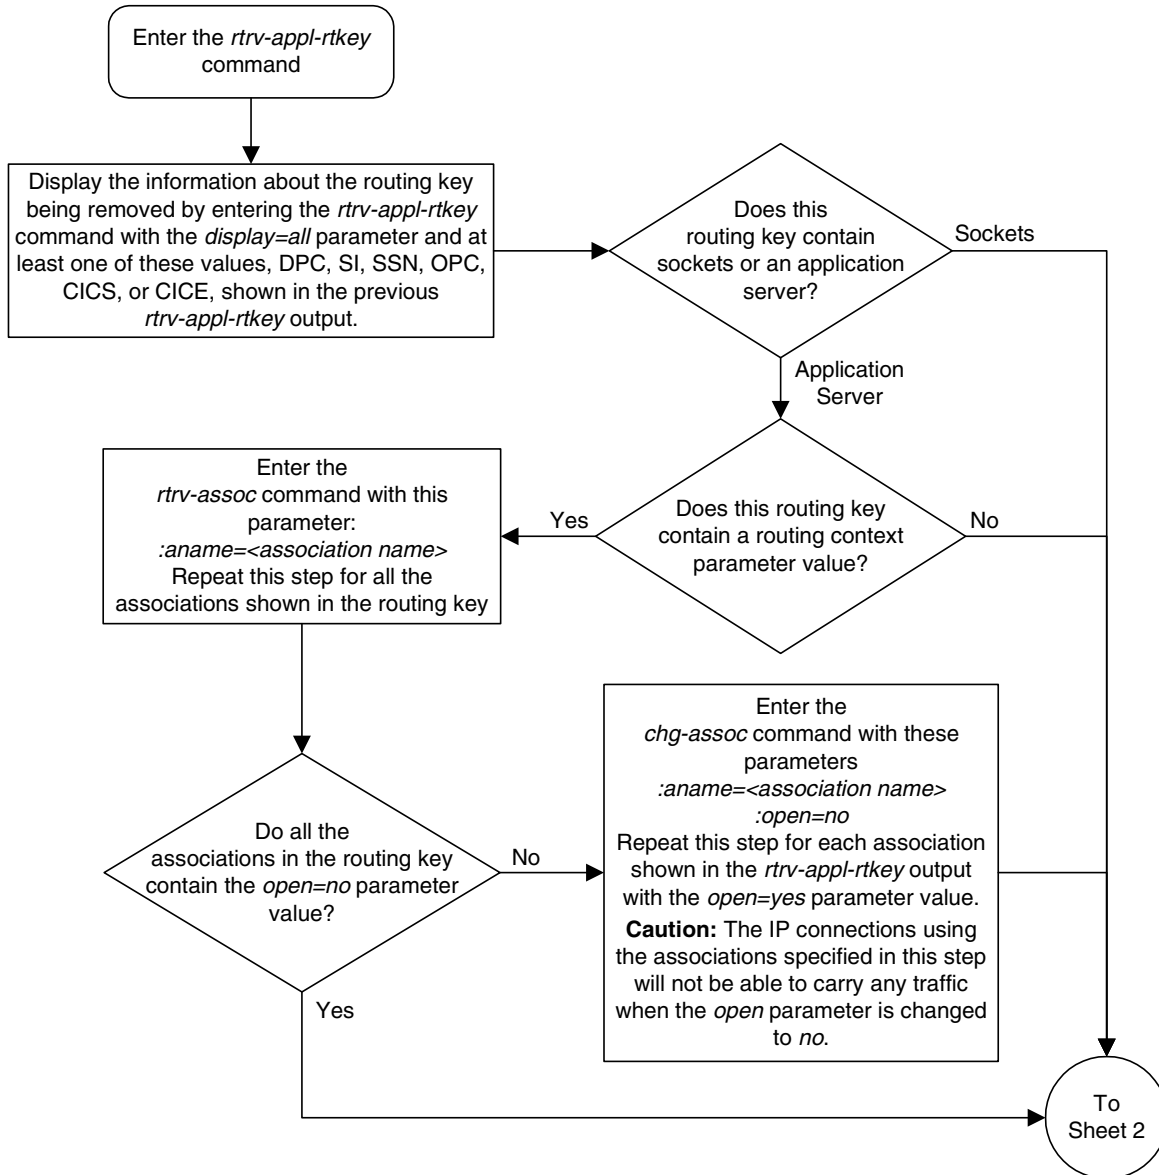 Enter the rtrv-appl-rtkey
command
Display the information about the routing key
being removed by entering the rtrv-appl-rtkey
command with the display=all parameter and at
least one of these values, DPC, SI, SSN, OPC,
CICS, or CICE, shown in the previous
rtrv-appl-rtkey output.
Does this
routing key contain
sockets or an application
server?
Sockets
Application
Server
Does this routing key
contain a routing context
parameter value?
Yes
No
Enter the
rtrv-assoc command with this
parameter:
:aname=<association name>
Repeat this step for all the
associations shown in the routing key
Do all the
associations in the routing key
contain the open=no parameter
value?
No
Yes
Enter the
chg-assoc command with these
parameters
:aname=<association name>
:open=no
Repeat this step for each association
shown in the rtrv-appl-rtkey output
with the open=yes parameter value.
Caution: The IP connections using
the associations specified in this step
will not be able to carry any traffic
when the open parameter is changed
to no.
To
Sheet 2